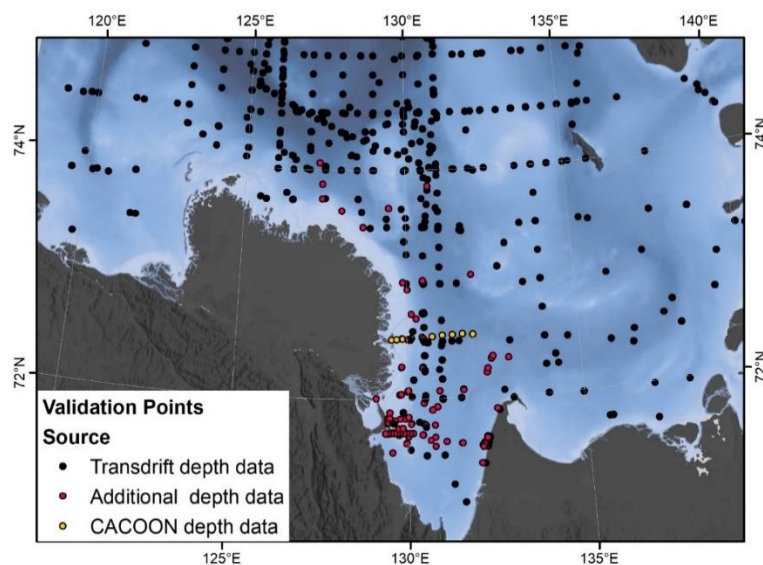 120°E 125°E 130°E 135°E 140°E
74°N 74°N
72°N 72°N
Validation Points
Source
Transdrift depth data
Additional depth data
CACOON depth data
125°E 130°E 135°E